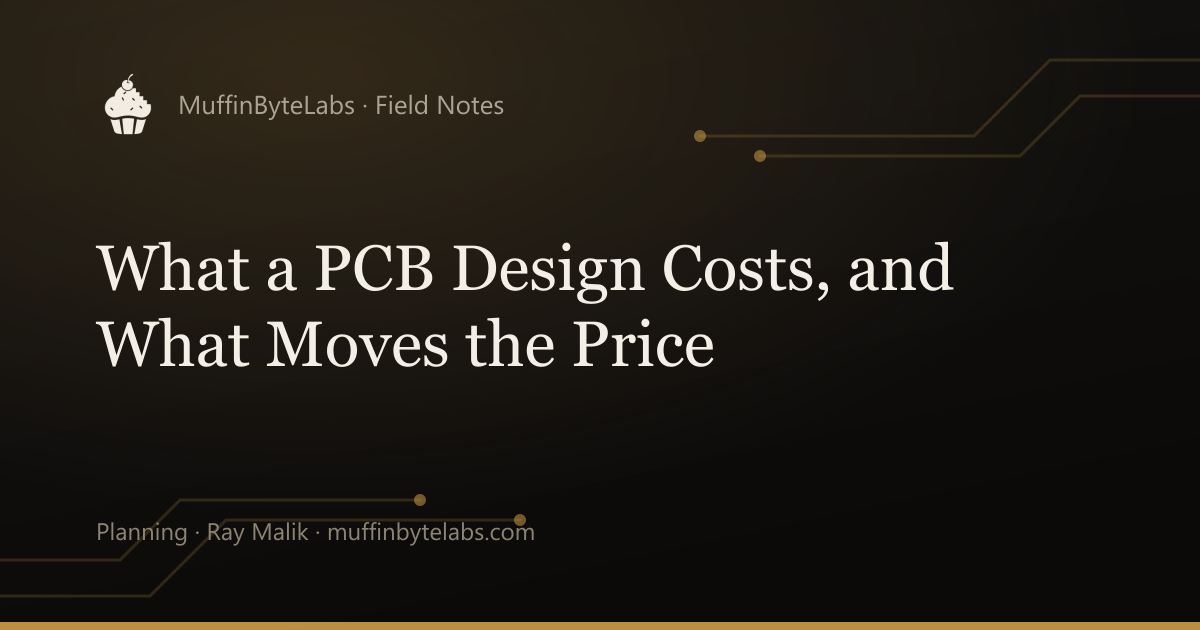 MuffinByteLabs · Field Notes
What a PCB Design Costs, and
What Moves the Price
Planning · Ray Malik · muffinbytelabs.com